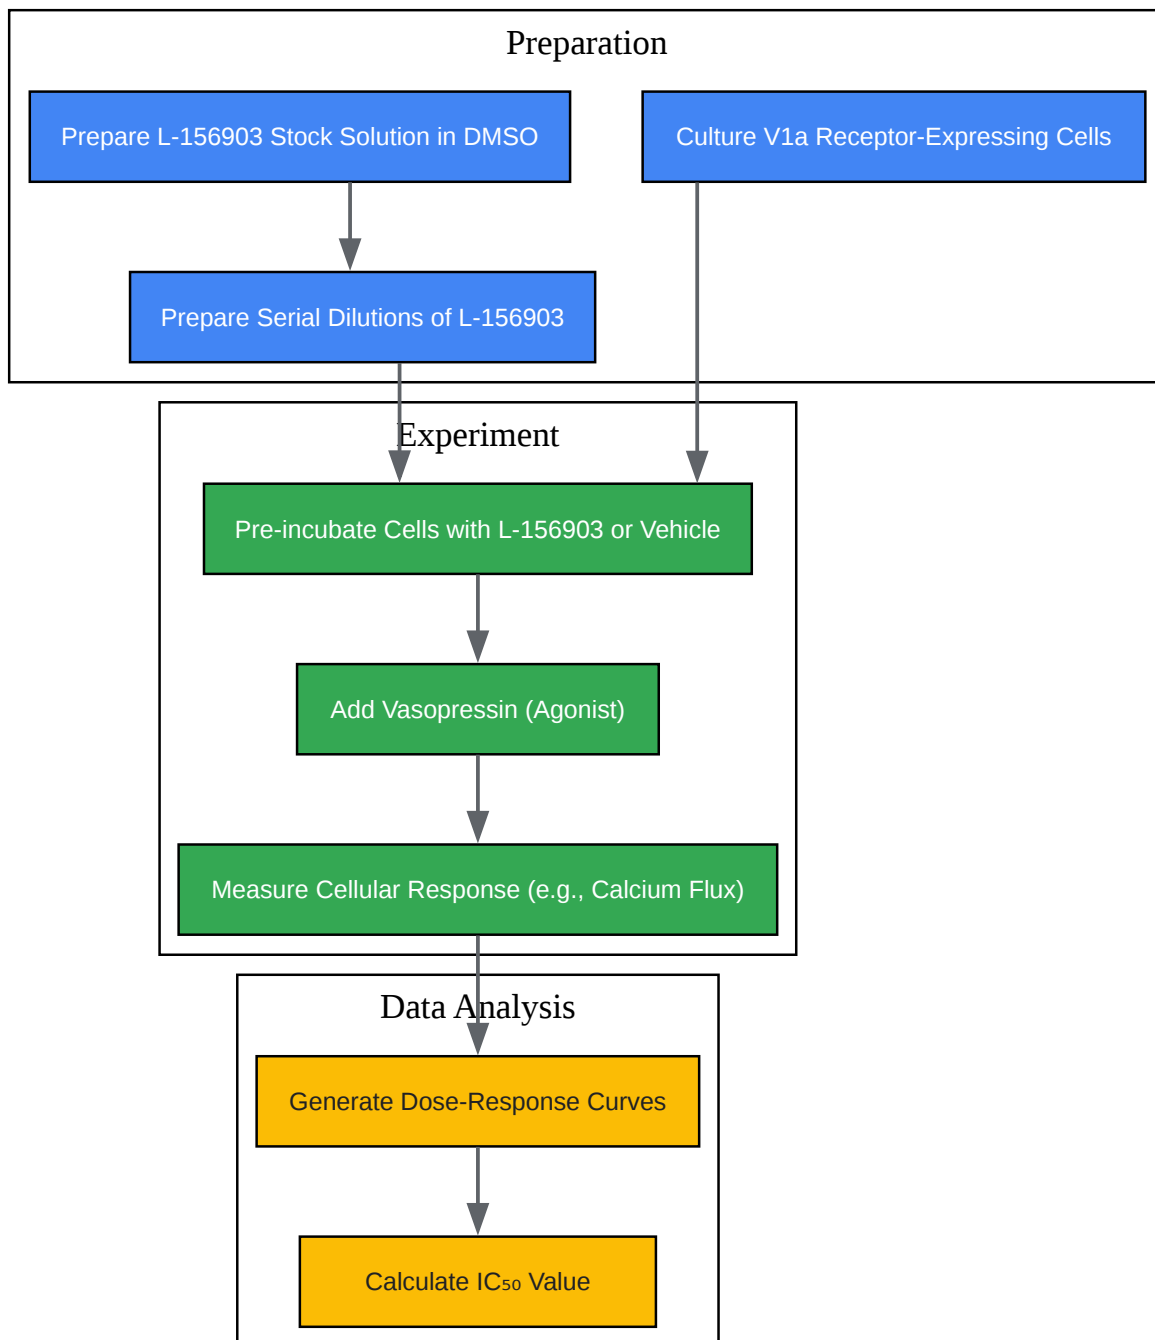 Preparation
Prepare L-156903 Stock Solution in DMSO
Culture V1a Receptor-Expressing Cells
Prepare Serial Dilutions of L-156903
Experiment
Pre-incubate Cells with L-156903 or Vehicle
Add Vasopressin (Agonist)
Measure Cellular Response (e.g., Calcium Flux)
Data Analysis
Generate Dose-Response Curves
Calculate IC₅₀ Value